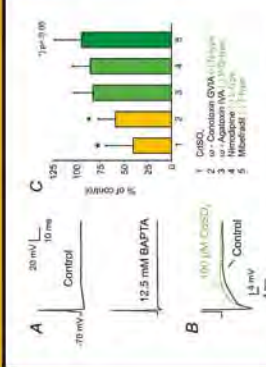 A
20 mV
10 ms
Control
-70 mV
12.5 mM BAPTA
B
100 µM CdSO₄
Control
4 mV
C
% of control
125
100
75
50
25
0
*
*
1
2
3
4
5
1 CdSO₄
2 ω - Conotoxin GVIA
3 ω - Agatoxin IVA
4 Nimodipine
5 Mibefradil